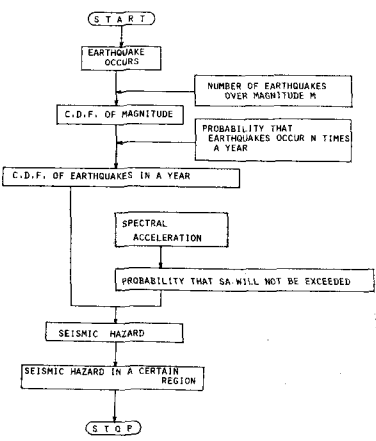 START
EARTHQUAKE
OCCURS
NUMBER OF EARTHQUAKES
OVER MAGNITUDE M
C.D.F. OF MAGNITUDE
PROBABILITY THAT
EARTHQUAKES OCCUR N TIMES
A YEAR
C.D.F. OF EARTHQUAKES IN A YEAR
SPECTRAL
ACCELERATION
PROBABILITY THAT SA WILL NOT BE EXCEEDED
SEISMIC HAZARD
SEISMIC HAZARD IN A CERTAIN
REGION
STOP